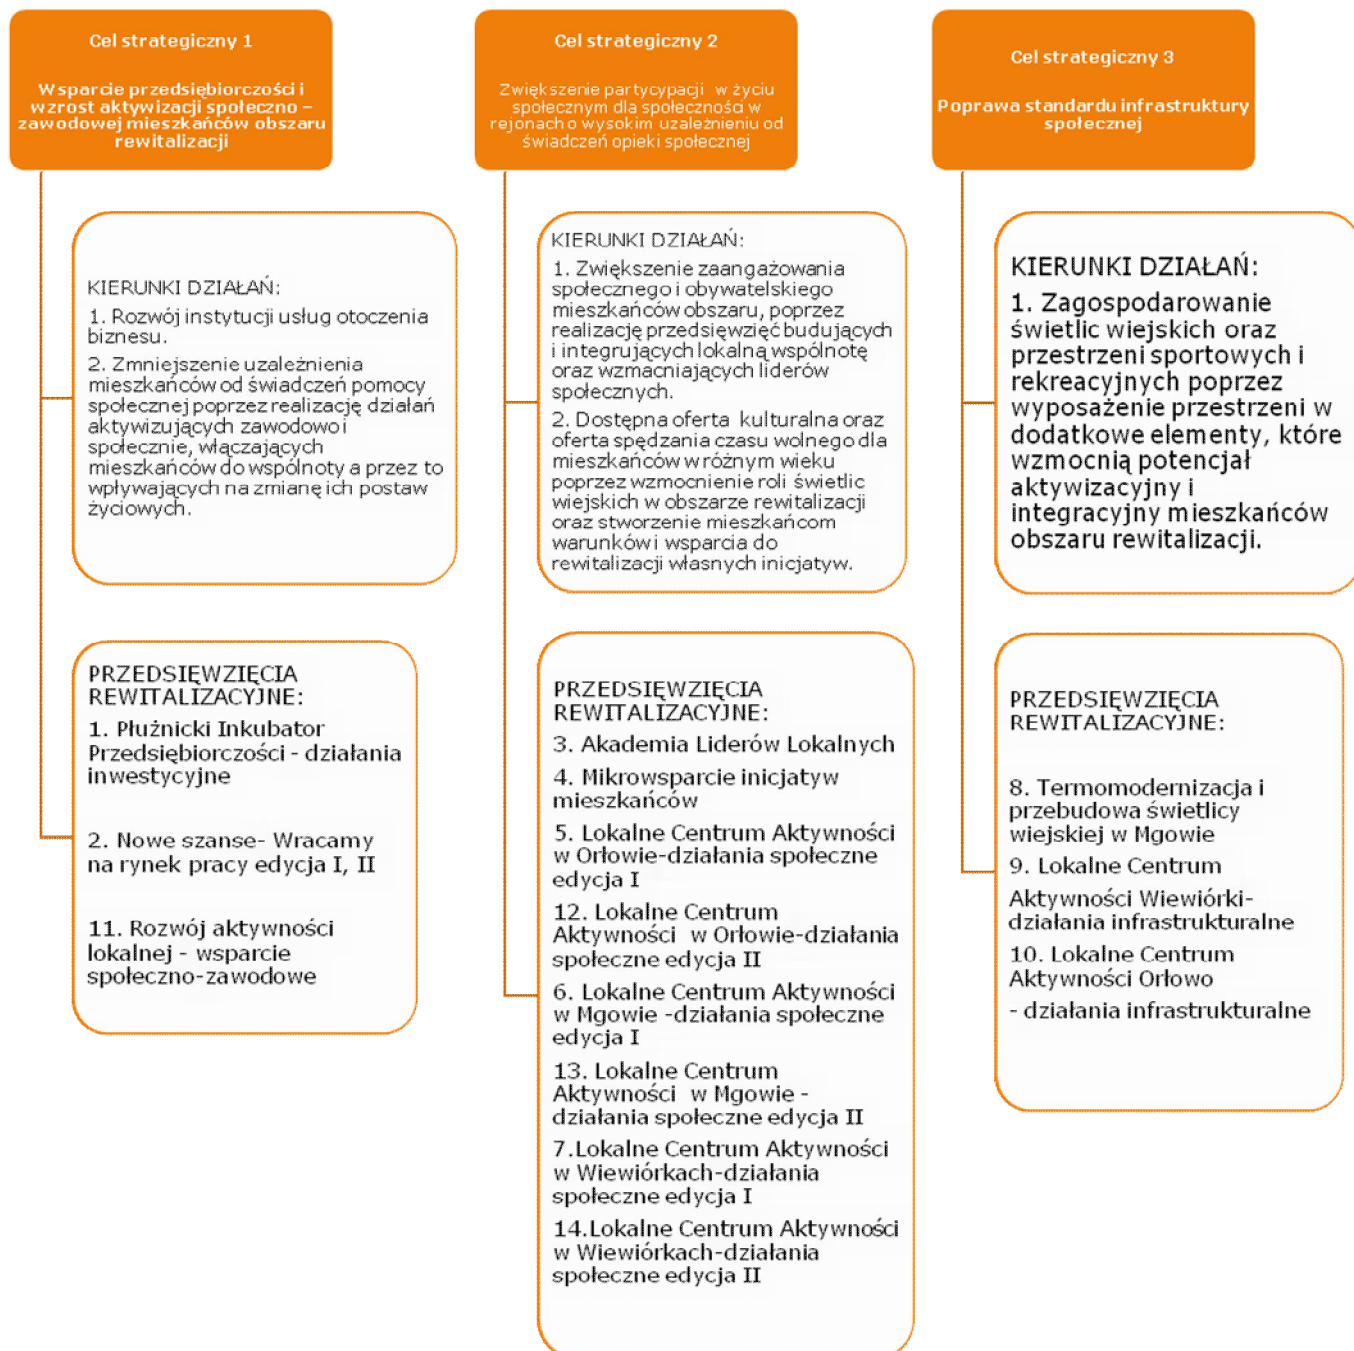 Cel strategiczny 1
Wsparcie przedsiębiorczości i
wzrost aktywizacji społeczno –
zawodowej mieszkańców obszaru
rewitalizacji
KIERUNKI DZIAŁAŃ:
1. Rozwój instytucji usług otoczenia
biznesu.
2. Zmniejszenie uzależnienia
mieszkańców od świadczeń pomocy
społecznej poprzez realizację działań
aktywizujących zawodowo i
społecznie, włączających
mieszkańców do wspólnoty a przez to
wpływających na zmianę ich postaw
życiowych.
PRZEDSIĘWZIĘCIA
REWITALIZACYJNE:
1. Płużnicki Inkubator
Przedsiębiorczości - działania
inwestycyjne
2. Nowe szanse- Wracamy
na rynek pracy edycja I, II
11. Rozwój aktywności
lokalnej - wsparcie
społeczno-zawodowe
Cel strategiczny 2
Zwiększenie partycypacji w życiu
społecznym dla społeczności w
rejonach o wysokim uzależnieniu od
świadczeń opieki społecznej
KIERUNKI DZIAŁAŃ:
1. Zwiększenie zaangażowania
społecznego i obywatelskiego
mieszkańców obszaru, poprzez
realizację przedsięwzięć budujących
i integrujących lokalną wspólnotę
oraz wzmacniających liderów
społecznych.
2. Dostępna oferta kulturalna oraz
oferta spędzania czasu wolnego dla
mieszkańców w różnym wieku
poprzez wzmocnienie roli świetlic
wiejskich w obszarze rewitalizacji
oraz stworzenie mieszkańcom
warunków i wsparcia do
rewitalizacji własnych inicjatyw.
PRZEDSIĘWZIĘCIA
REWITALIZACYJNE:
3. Akademia Liderów Lokalnych
4. Mikrowsparcie inicjatyw
mieszkańców
5. Lokalne Centrum Aktywności
w Orłowie-działania społeczne
edycja I
12. Lokalne Centrum
Aktywności w Orłowie-działania
społeczne edycja II
6. Lokalne Centrum Aktywności
w Mgowie -działania społeczne
edycja I
13. Lokalne Centrum
Aktywności w Mgowie -
działania społeczne edycja II
7.Lokalne Centrum Aktywności
w Wiewiórkach-działania
społeczne edycja I
14.Lokalne Centrum Aktywności
w Wiewiórkach-działania
społeczne edycja II
Cel strategiczny 3
Poprawa standardu infrastruktury
społecznej
KIERUNKI DZIAŁAŃ:
1. Zagospodarowanie
świetlic wiejskich oraz
przestrzeni sportowych i
rekreacyjnych poprzez
wyposażenie przestrzeni w
dodatkowe elementy, które
wzmocnią potencjał
aktywizacyjny i
integracyjny mieszkańców
obszaru rewitalizacji.
PRZEDSIĘWZIĘCIA
REWITALIZACYJNE:
8. Termomodernizacja i
przebudowa świetlicy
wiejskiej w Mgowie
9. Lokalne Centrum
Aktywności Wiewiórki-
działania infrastrukturalne
10. Lokalne Centrum
Aktywności Orłowo
- działania infrastrukturalne